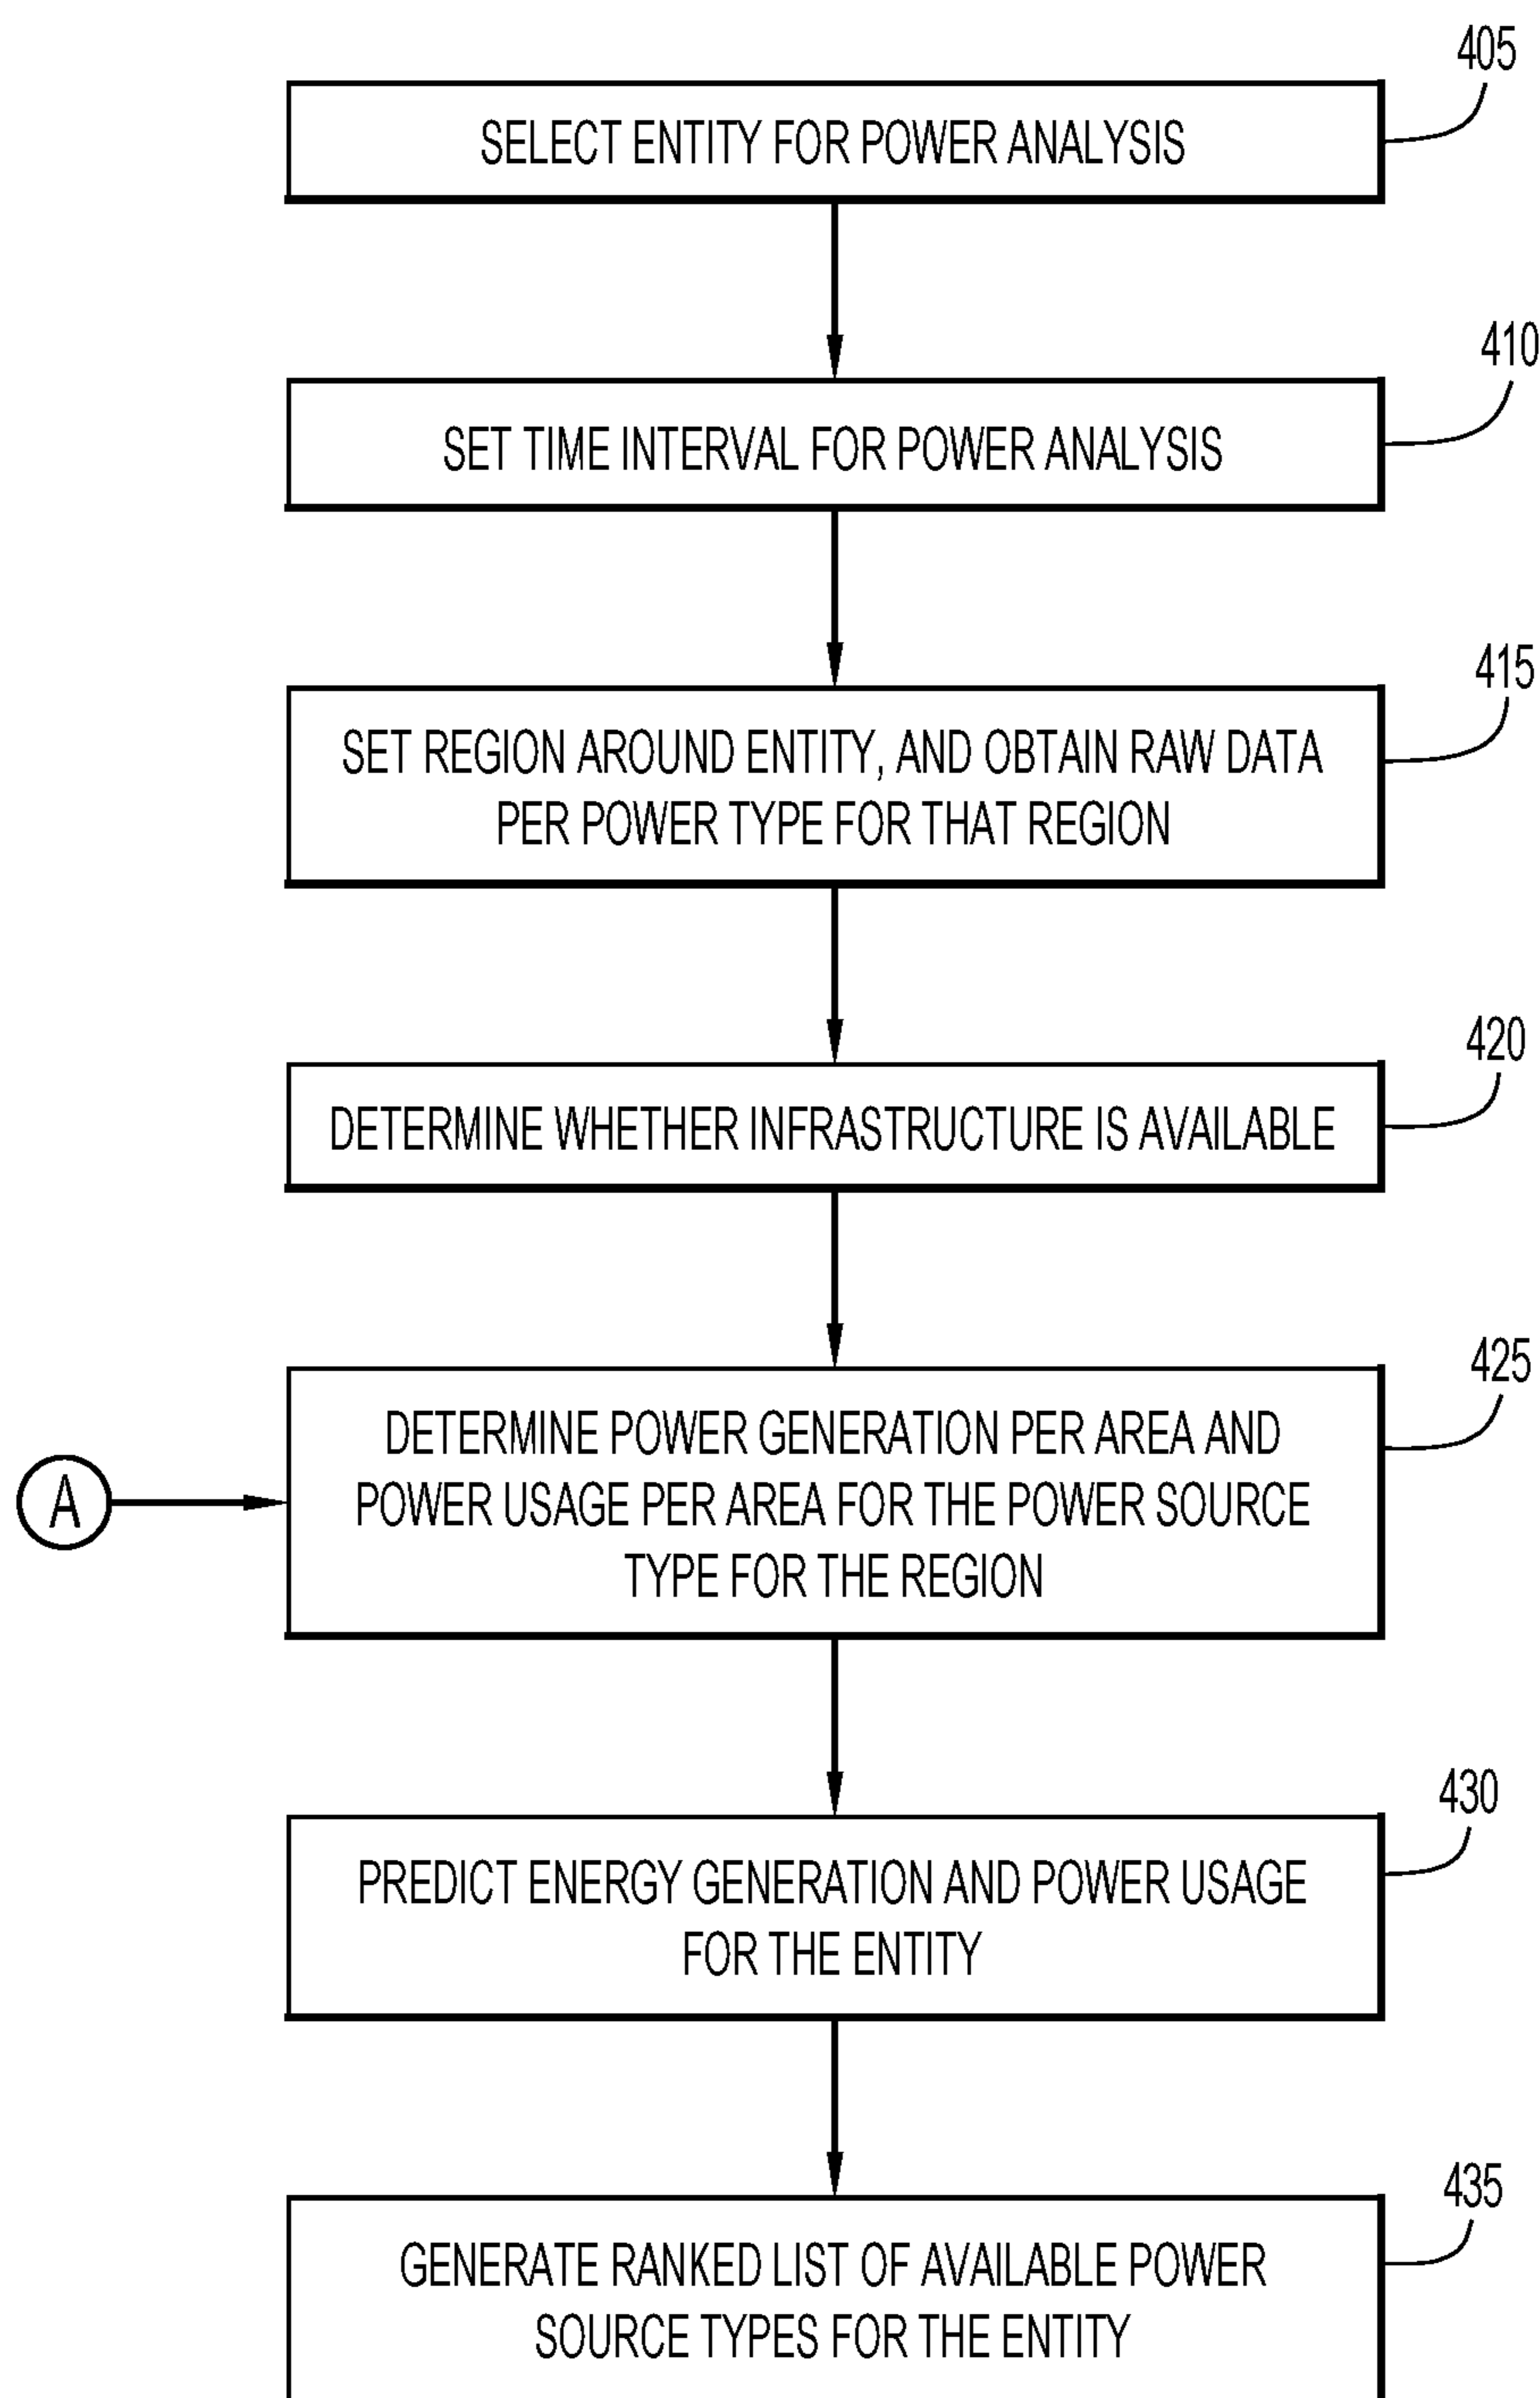 405
SELECT ENTITY FOR POWER ANALYSIS
410
SET TIME INTERVAL FOR POWER ANALYSIS
415
SET REGION AROUND ENTITY, AND OBTAIN RAW DATA
PER POWER TYPE FOR THAT REGION
420
DETERMINE WHETHER INFRASTRUCTURE IS AVAILABLE
425
DETERMINE POWER GENERATION PER AREA AND
POWER USAGE PER AREA FOR THE POWER SOURCE
TYPE FOR THE REGION
A
430
PREDICT ENERGY GENERATION AND POWER USAGE
FOR THE ENTITY
435
GENERATE RANKED LIST OF AVAILABLE POWER
SOURCE TYPES FOR THE ENTITY